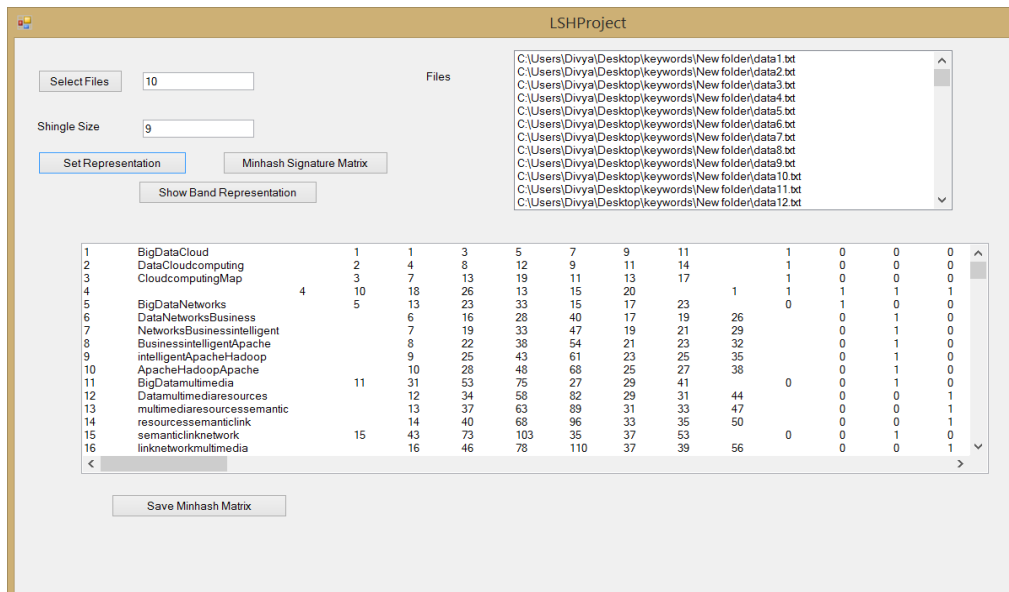 LSHProject
Select Files 10 Files
C:\Users\Divya\Desktop\keywords\New folder\data1.txt
C:\Users\Divya\Desktop\keywords\New folder\data2.txt
C:\Users\Divya\Desktop\keywords\New folder\data3.txt
C:\Users\Divya\Desktop\keywords\New folder\data4.txt
C:\Users\Divya\Desktop\keywords\New folder\data5.txt
C:\Users\Divya\Desktop\keywords\New folder\data6.txt
C:\Users\Divya\Desktop\keywords\New folder\data7.txt
C:\Users\Divya\Desktop\keywords\New folder\data8.txt
C:\Users\Divya\Desktop\keywords\New folder\data9.txt
C:\Users\Divya\Desktop\keywords\New folder\data10.txt
C:\Users\Divya\Desktop\keywords\New folder\data11.txt
C:\Users\Divya\Desktop\keywords\New folder\data12.txt
Shingle Size 9
Set Representation Minhash Signature Matrix
Show Band Representation
1 BigDataCloud 1 1 3 5 7 9 11 1 0 0 0
2 DataCloudcomputing 2 4 8 12 9 11 14 1 0 0 0
3 CloudcomputingMap 3 7 13 19 11 13 17 1 0 0 0
4 4 10 18 26 13 15 20 1 1 1 1 1
5 BigDataNetworks 5 13 23 33 15 17 23 0 1 0 0
6 DataNetworksBusiness 6 16 28 40 17 19 26 0 1 0
7 NetworksBusinessintelligent 7 19 33 47 19 21 29 0 1 0
8 BusinessintelligentApache 8 22 38 54 21 23 32 0 1 0
9 intelligentApacheHadoop 9 25 43 61 23 25 35 0 1 0
10 ApacheHadoopApache 10 28 48 68 25 27 38 0 1 0
11 BigDatamultimedia 11 31 53 75 27 29 41 0 0 1 0
12 Datamultimediaresources 12 34 58 82 29 31 44 0 0 1
13 multimediaresourcessemantic 13 37 63 89 31 33 47 0 0 1
14 resourcessemanticlink 14 40 68 96 33 35 50 0 0 1
15 semanticlinknetwork 15 43 73 103 35 37 53 0 0 1 0
16 linknetworkmultimedia 16 46 78 110 37 39 56 0 0 1
Save Minhash Matrix